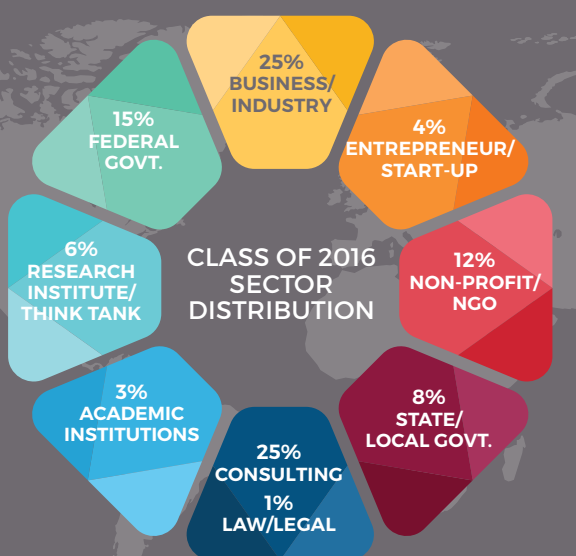 25%
BUSINESS/
INDUSTRY
15%
FEDERAL
GOVT.
4%
ENTREPRENEUR/
START-UP
6%
RESEARCH
INSTITUTE/
THINK TANK
CLASS OF 2016
SECTOR
DISTRIBUTION
12%
NON-PROFIT/
NGO
3%
ACADEMIC
INSTITUTIONS
8%
STATE/
LOCAL GOVT.
25%
CONSULTING
1%
LAW/LEGAL